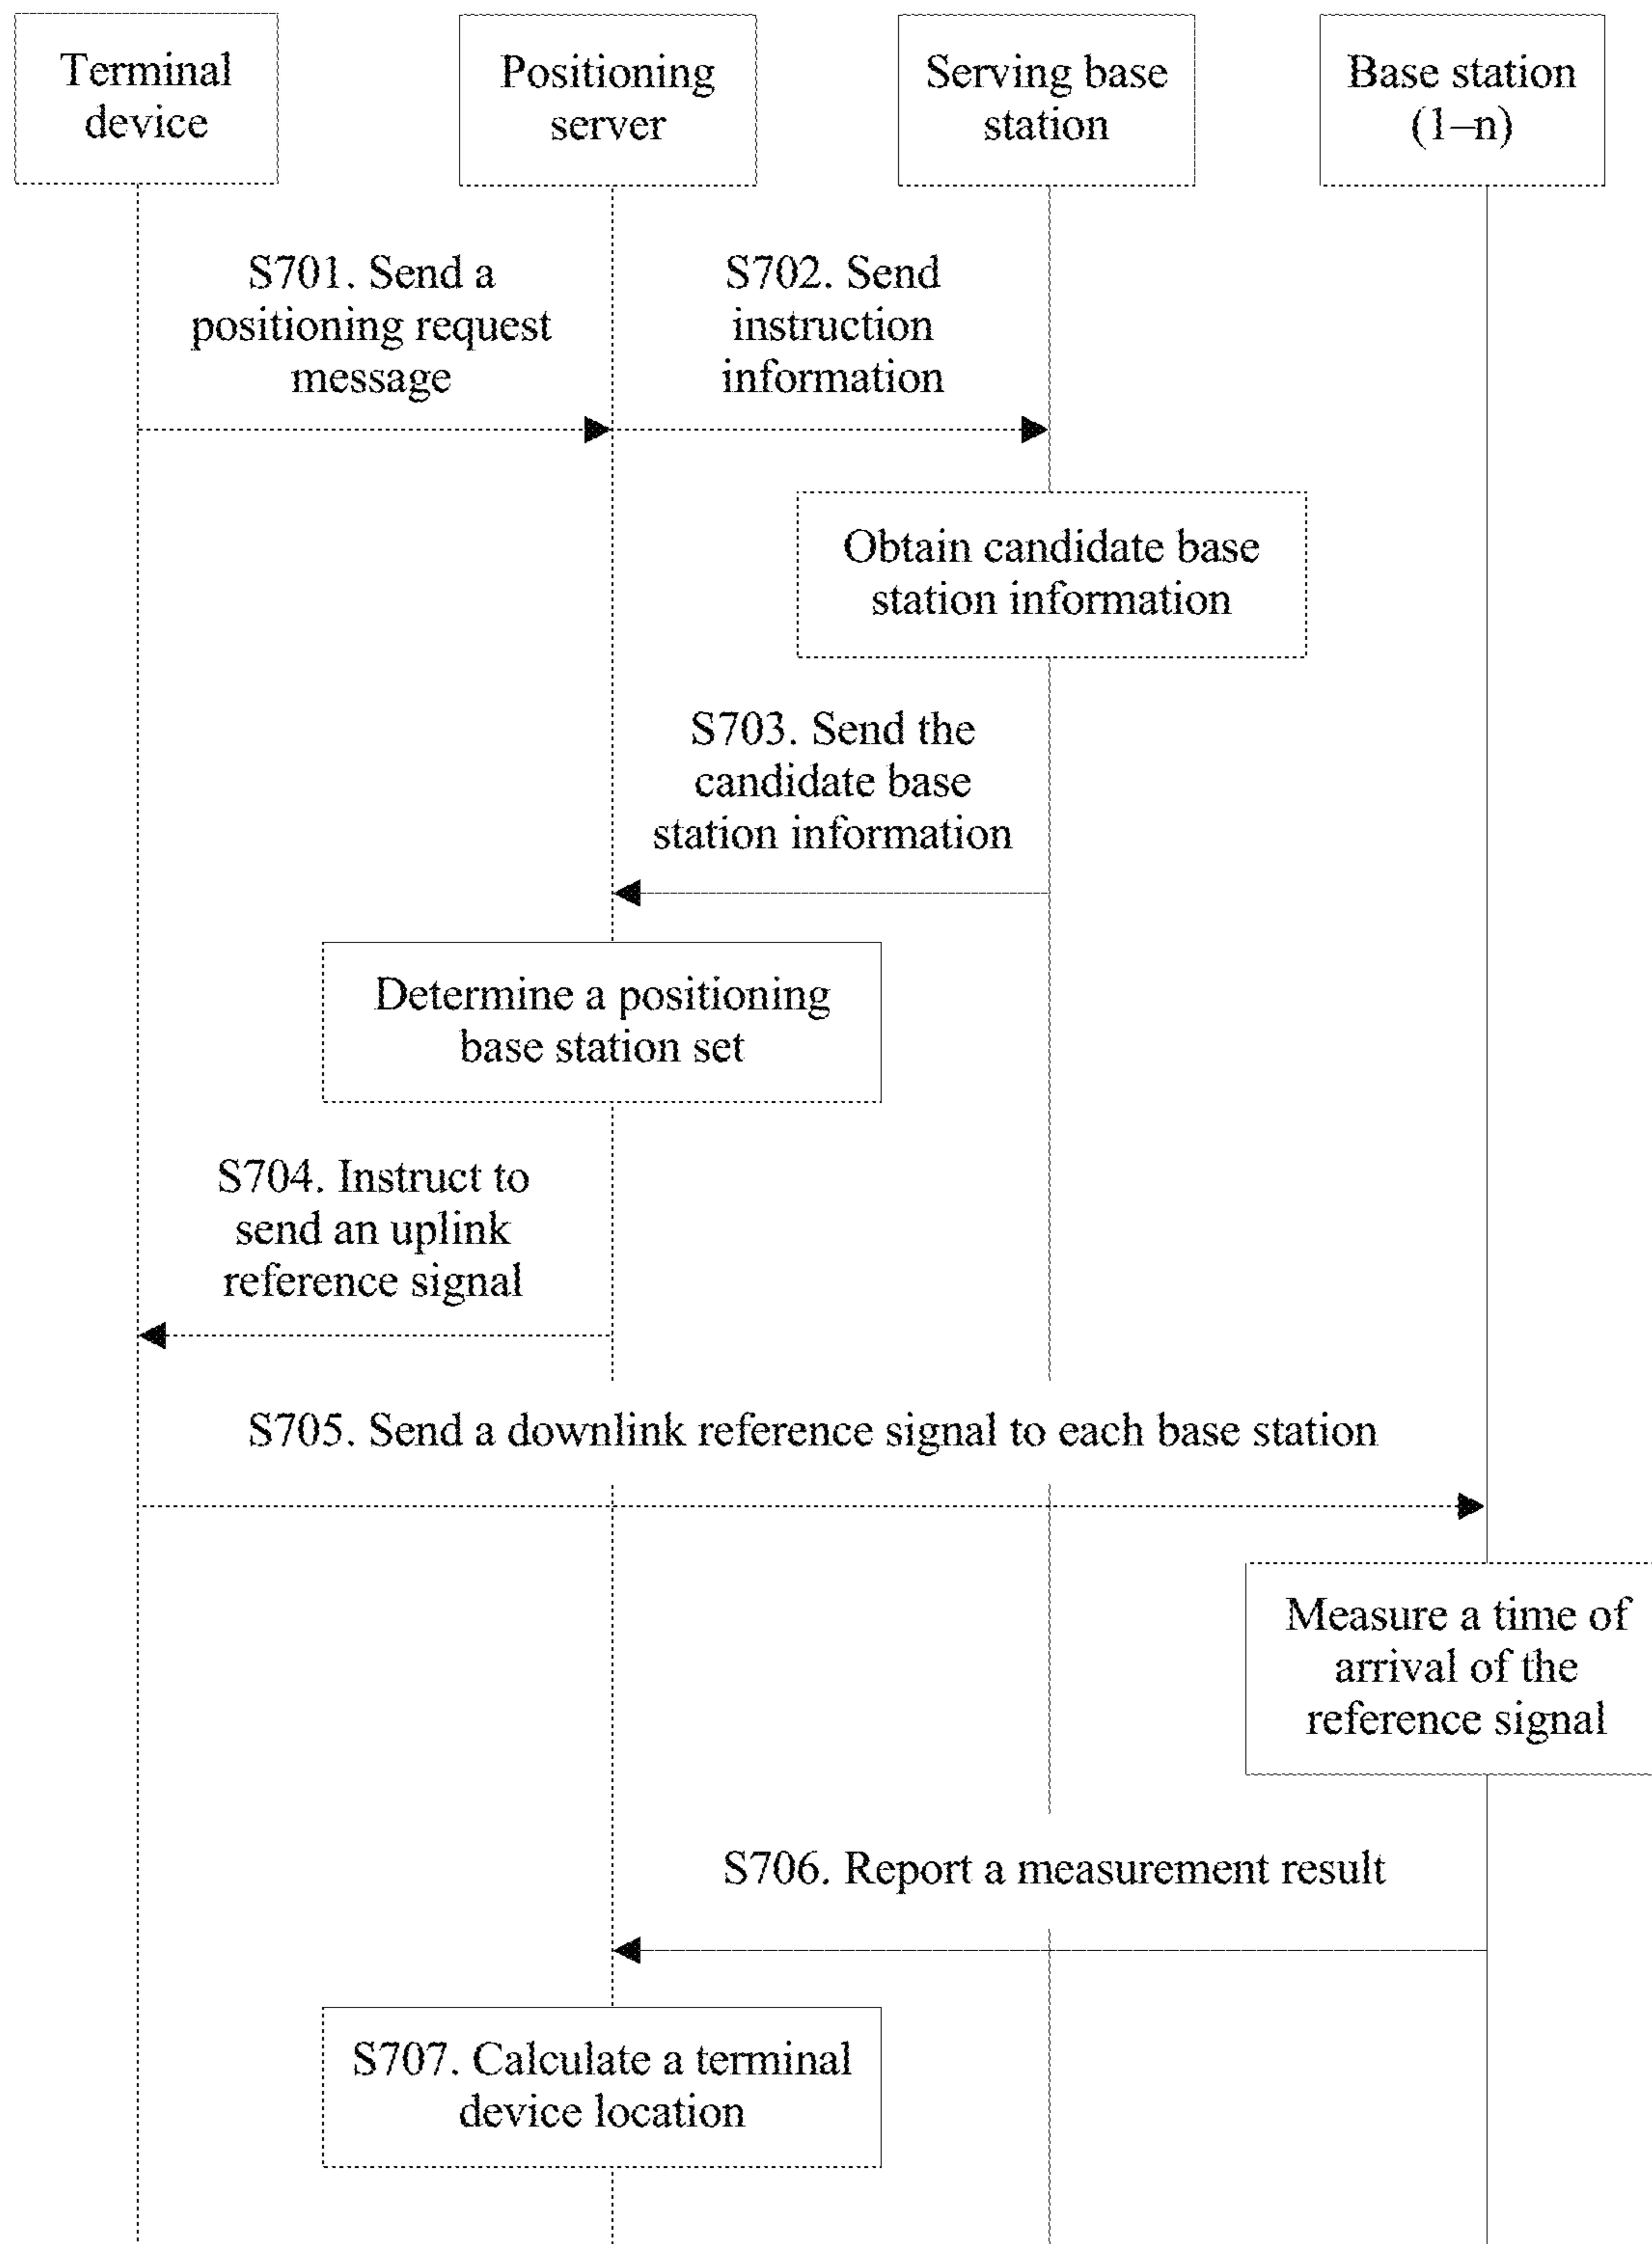 Terminal
device
Positioning
server
Serving base
station
Base station
(1–n)
S701. Send a
positioning request
message
S702. Send
instruction
information
Obtain candidate base
station information
S703. Send the
candidate base
station information
Determine a positioning
base station set
S704. Instruct to
send an uplink
reference signal
S705. Send a downlink reference signal to each base station
Measure a time of
arrival of the
reference signal
S706. Report a measurement result
S707. Calculate a terminal
device location